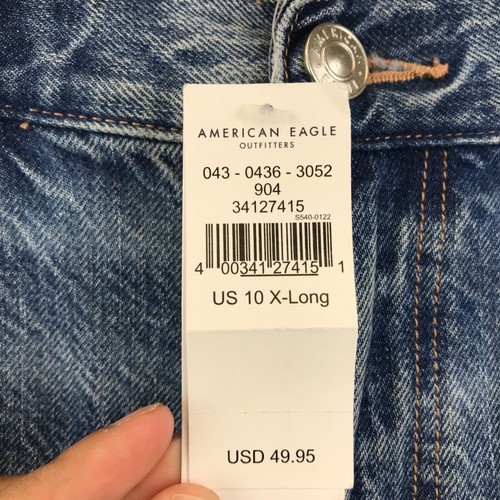 AMERICAN
AMERICAN EAGLE
OUTFITTERS
043 - 0436 - 3052
904
34127415
S540-0122
4 00341 27415 1
US 10 X-Long
USD 49.95